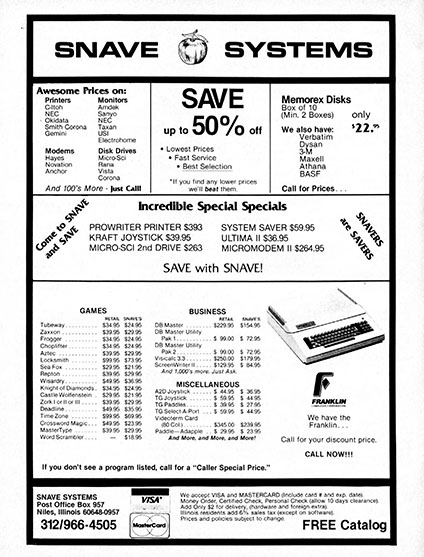 SNAVE SYSTEMS
Awesome Prices on:
Printers
C-Itoh
NEC
Okidata
Smith Corona
Gemini
Monitors
Amdek
Sanyo
NEC
Taxan
USI
Electrohome
Modems
Hayes
Novation
Anchor
Disk Drives
Micro-Sci
Rana
Vista
Corona
And 100's More - Just Call!
SAVE
up to 50% off
• Lowest Prices
• Fast Service
• Best Selection
*If you find any lower prices
we'll beat them.
Memorex Disks
Box of 10
(Min. 2 Boxes)
only
$22.95
We also have:
Verbatim
Dysan
3-M
Maxell
Athana
BASF
Call for Prices . . .
Incredible Special Specials
Come to SNAVE
and SAVE
PROWRITER PRINTER $393
KRAFT JOYSTICK $39.95
MICRO-SCI 2nd DRIVE $263
SYSTEM SAVER $59.95
ULTIMA II $36.95
MICROMODEM II $264.95
SNAVERS
are SAVERS
SAVE with SNAVE!
GAMES
RETAIL SNAVE'S
Tubeway $34.95 $24.95
Zaxxon $39.95 $29.95
Frogger $34.95 $24.95
Choplifter $34.95 $24.95
Aztec $39.95 $29.95
Locksmith $99.95 $73.95
Sea Fox $29.95 $21.95
Repton $39.95 $29.95
Wisardry $49.95 $36.95
Knight of Diamonds $34.95 $24.95
Castle Wolfenstein $29.95 $21.95
Zork I or II or III $39.95 $29.95
Deadline $49.95 $35.95
Time Zone $99.95 $69.95
Crossword Magic $49.95 $23.95
MasterType $39.95 $29.95
Word Scrambler — $18.95
BUSINESS
RETAIL SNAVE'S
DB Master $229.95 $154.95
DB Master Utility
Pak 1 $ 99.00 $ 72.95
DB Master Utility
Pak 2 $ 99.00 $ 72.95
Visicalc 3.3 $250.00 $179.95
ScreenWriter II $129.95 $ 84.95
And 1,000's more. Just Ask.
MISCELLANEOUS
A2D Joystick $ 44.95 $ 36.95
TG Joystick $ 59.95 $ 44.95
TG Paddles $ 39.95 $ 27.95
TG Select-A-Port $ 59.95 $ 44.95
Videoterm Card
(80 Col.) $345.00 $239.95
Paddle-Adapple $ 29.95 $ 23.95
And More, and More, and More!
FRANKLIN
We have the
Franklin...
Call for your discount price.
CALL NOW!!!
If you don't see a program listed, call for a "Caller Special Price."
SNAVE SYSTEMS
Post Office Box 957
Niles, Illinois 60648-0957
312/966-4505
VISA
MasterCard
We accept VISA and MASTERCARD (Include card # and exp. date).
Money Order, Certified Check, Personal Check (allow 10 days clearance).
Add Only $2 for delivery, (hardware and foreign extra).
Illinois residents add 6% sales tax (except on software).
Prices and policies subject to change.
FREE Catalog